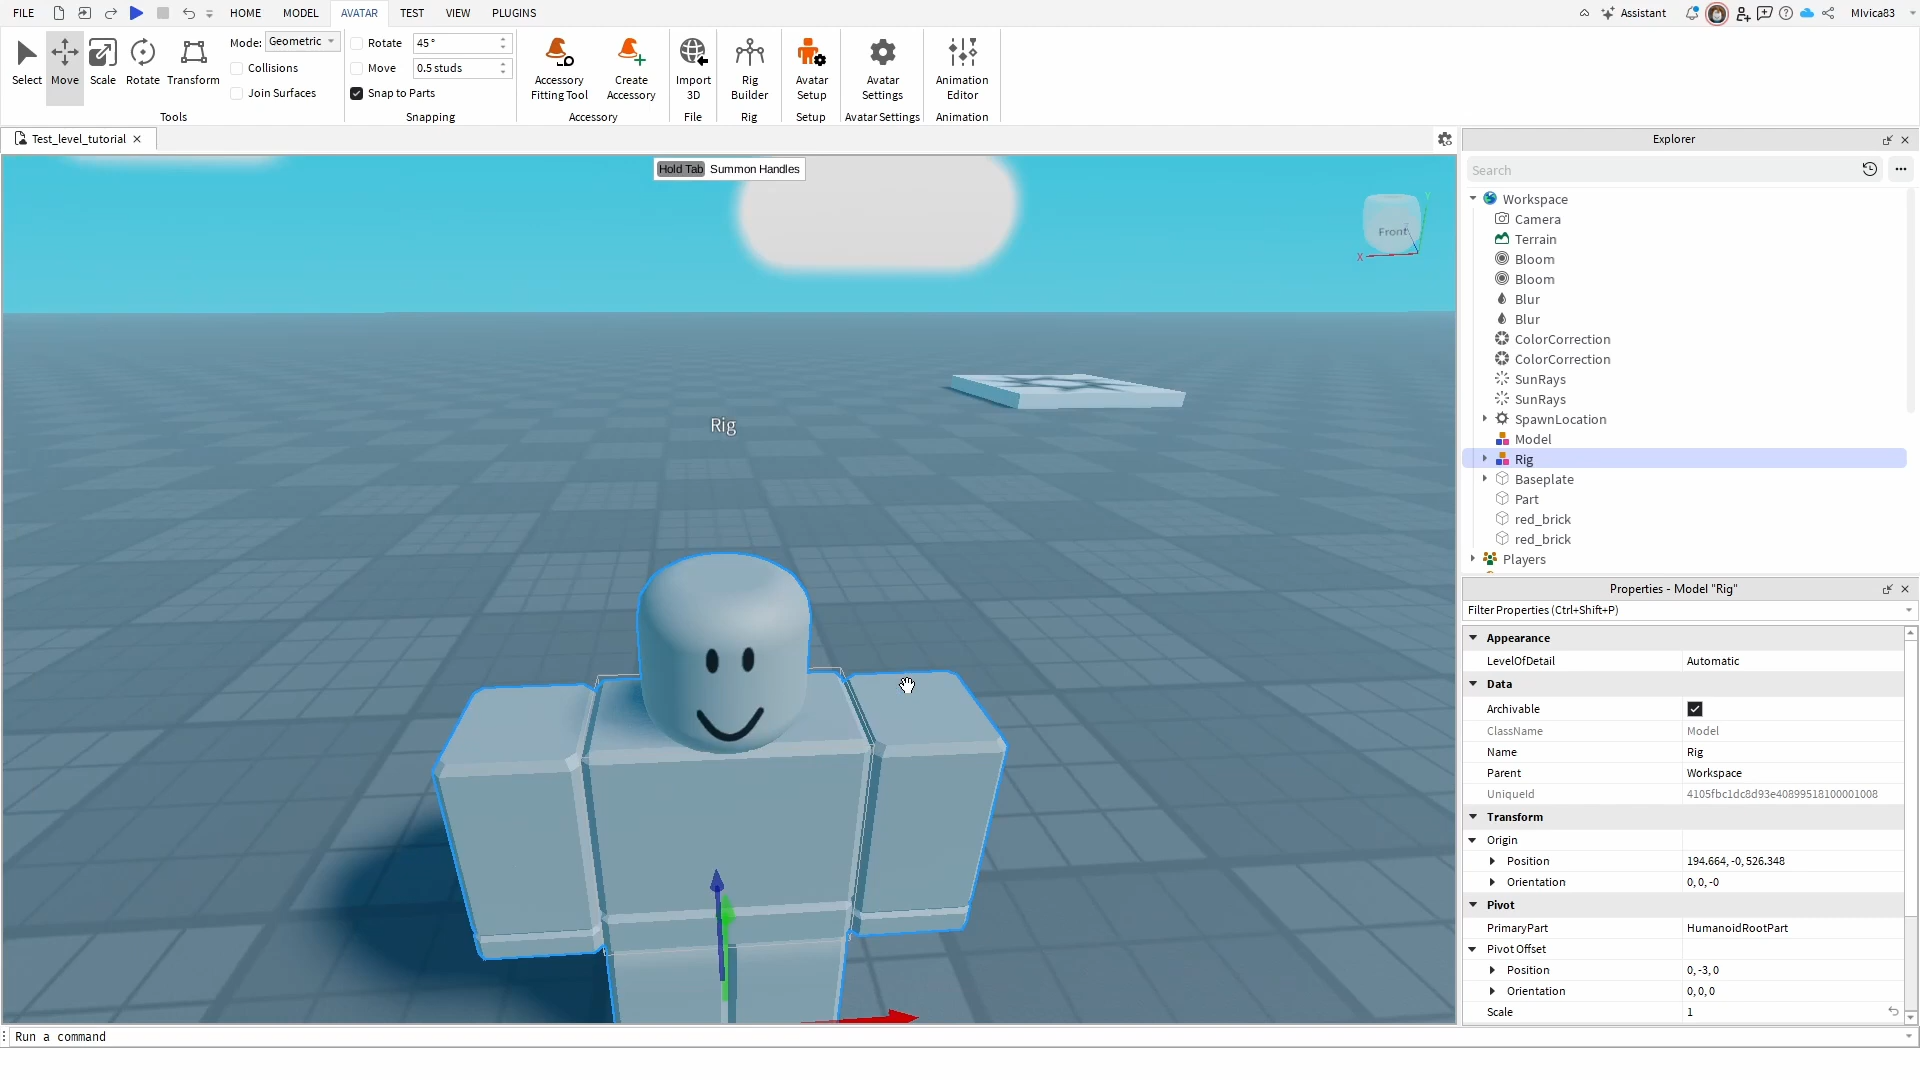 FILE HOME MODEL AVATAR TEST VIEW PLUGINS Assistant MIvica83
Select Move Scale Rotate Transform
Mode: Geometric
Collisions
Join Surfaces
Tools
Rotate 45°
Move 0.5 studs
Snap to Parts
Snapping
Accessory Fitting Tool
Create Accessory
Accessory
Import 3D
File
Rig Builder
Rig
Avatar Setup
Setup
Avatar Settings
Avatar Settings
Animation Editor
Animation
Test_level_tutorial
Hold Tab Summon Handles
Front
X
Y
Rig
Explorer
Search
Workspace
Camera
Terrain
Bloom
Bloom
Blur
Blur
ColorCorrection
ColorCorrection
SunRays
SunRays
SpawnLocation
Model
Rig
Baseplate
Part
red_brick
red_brick
Players
Properties - Model "Rig"
Filter Properties (Ctrl+Shift+P)
Appearance
LevelOfDetail Automatic
Data
Archivable
ClassName Model
Name Rig
Parent Workspace
UniqueId 4105fbc1dc8d93e40899518100001008
Transform
Origin
Position 194.664, -0, 526.348
Orientation 0, 0, -0
Pivot
PrimaryPart HumanoidRootPart
Pivot Offset
Position 0, -3, 0
Orientation 0, 0, 0
Scale 1
Run a command